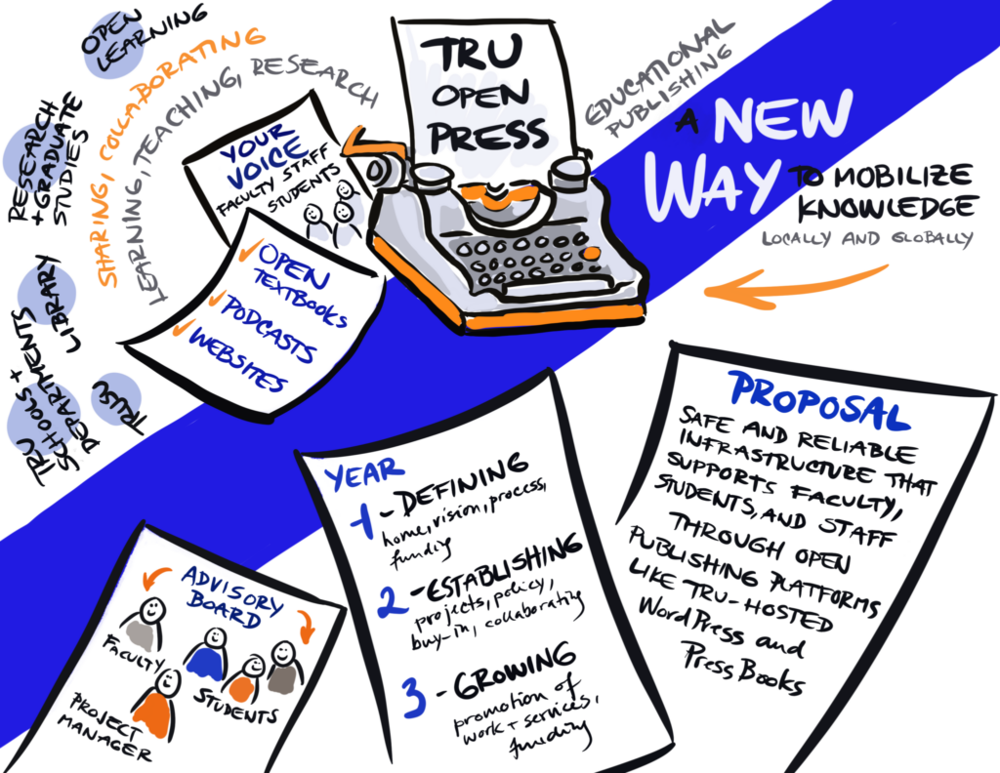 OPEN
LEARNING
RESEARCH
+ GRADUATE
STUDIES
LIBRARY
TRU
SCHOOLS +
DEPARTMENTS
TRUSU
SHARING, COLLABORATING
LEARNING, TEACHING, RESEARCH
YOUR
VOICE
FACULTY STAFF
STUDENTS
OPEN
TEXTBOOKS
PODCASTS
WEBSITES
TRU
OPEN
PRESS
EDUCATIONAL
PUBLISHING
A NEW
WAY TO MOBILIZE
KNOWLEDGE
LOCALLY AND GLOBALLY
ADVISORY
BOARD
FACULTY
STUDENTS
PROJECT
MANAGER
YEAR
1 - DEFINING
home, vision, process,
funding
2 - ESTABLISHING
projects, policy,
buy-in, collaborating
3 - GROWING
promotion of
work + services,
funding
PROPOSAL
SAFE AND RELIABLE
INFRASTRUCTURE THAT
SUPPORTS FACULTY,
STUDENTS, AND STAFF
THROUGH OPEN
PUBLISHING PLATFORMS
LIKE TRU-HOSTED
WORDPRESS and
PRESSBOOKS